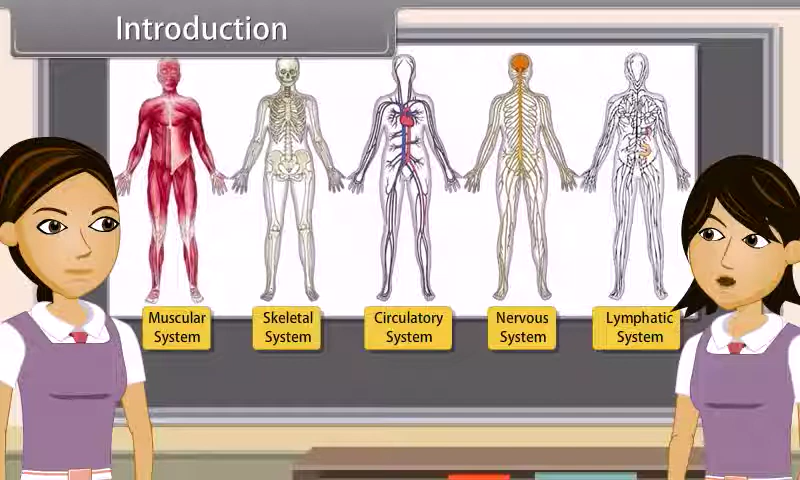 Introduction
Muscular
System
Skeletal
System
Circulatory
System
Nervous
System
Lymphatic
System